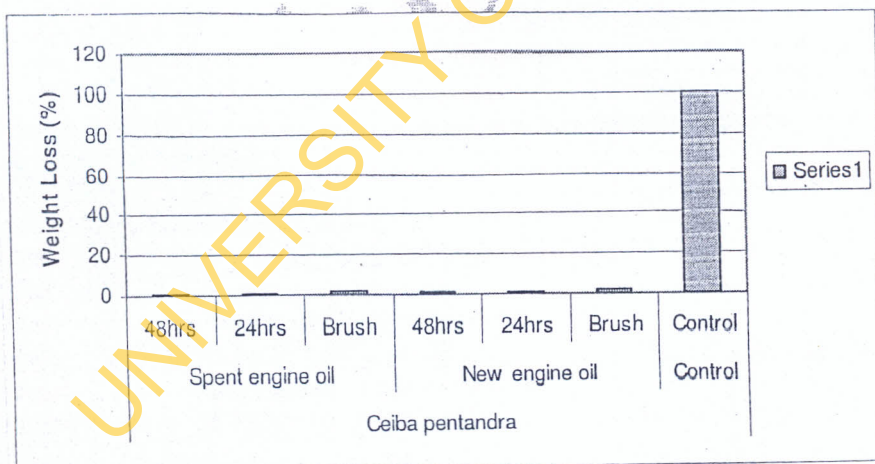 120
100
80
60
40
20
0
Weight Loss (%)
48hrs 24hrs Brush 48hrs 24hrs Brush Control
Spent engine oil New engine oil Control
Ceiba pentandra
Series1
UNIVERSITY